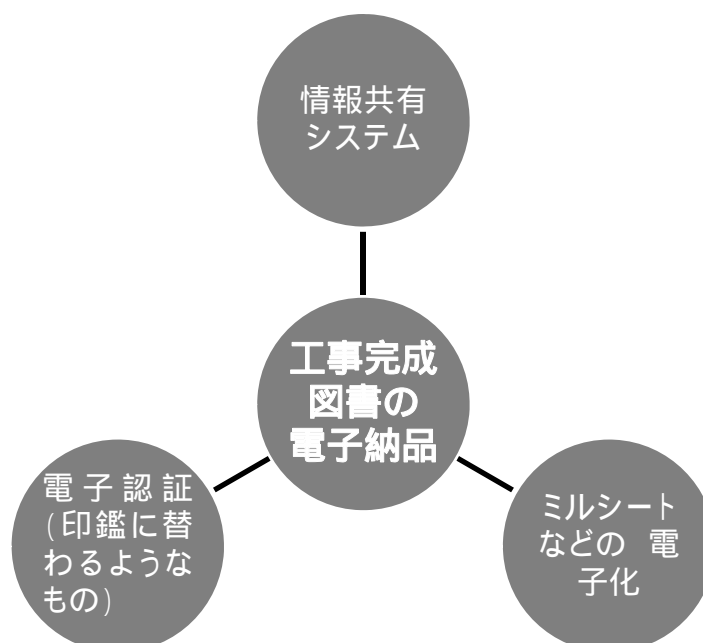 情報共有
システム
工事完成
図書の
電子納品
電子認証
(印鑑に替
わるような
もの)
ミルシート
などの 電
子化